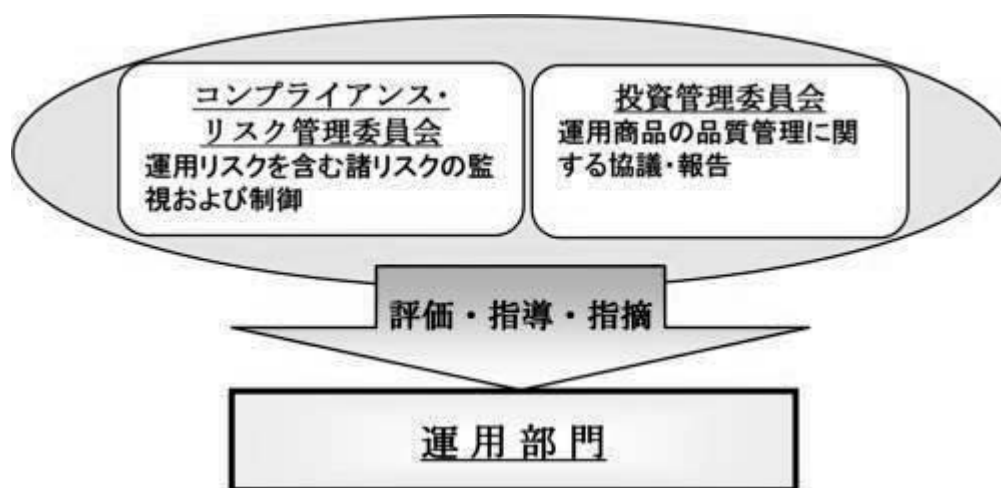 コンプライアンス・
リスク管理委員会
運用リスクを含む諸リスクの監
視および制御
投資管理委員会
運用商品の品質管理に関
する協議・報告
評価・指導・指摘
運用部門